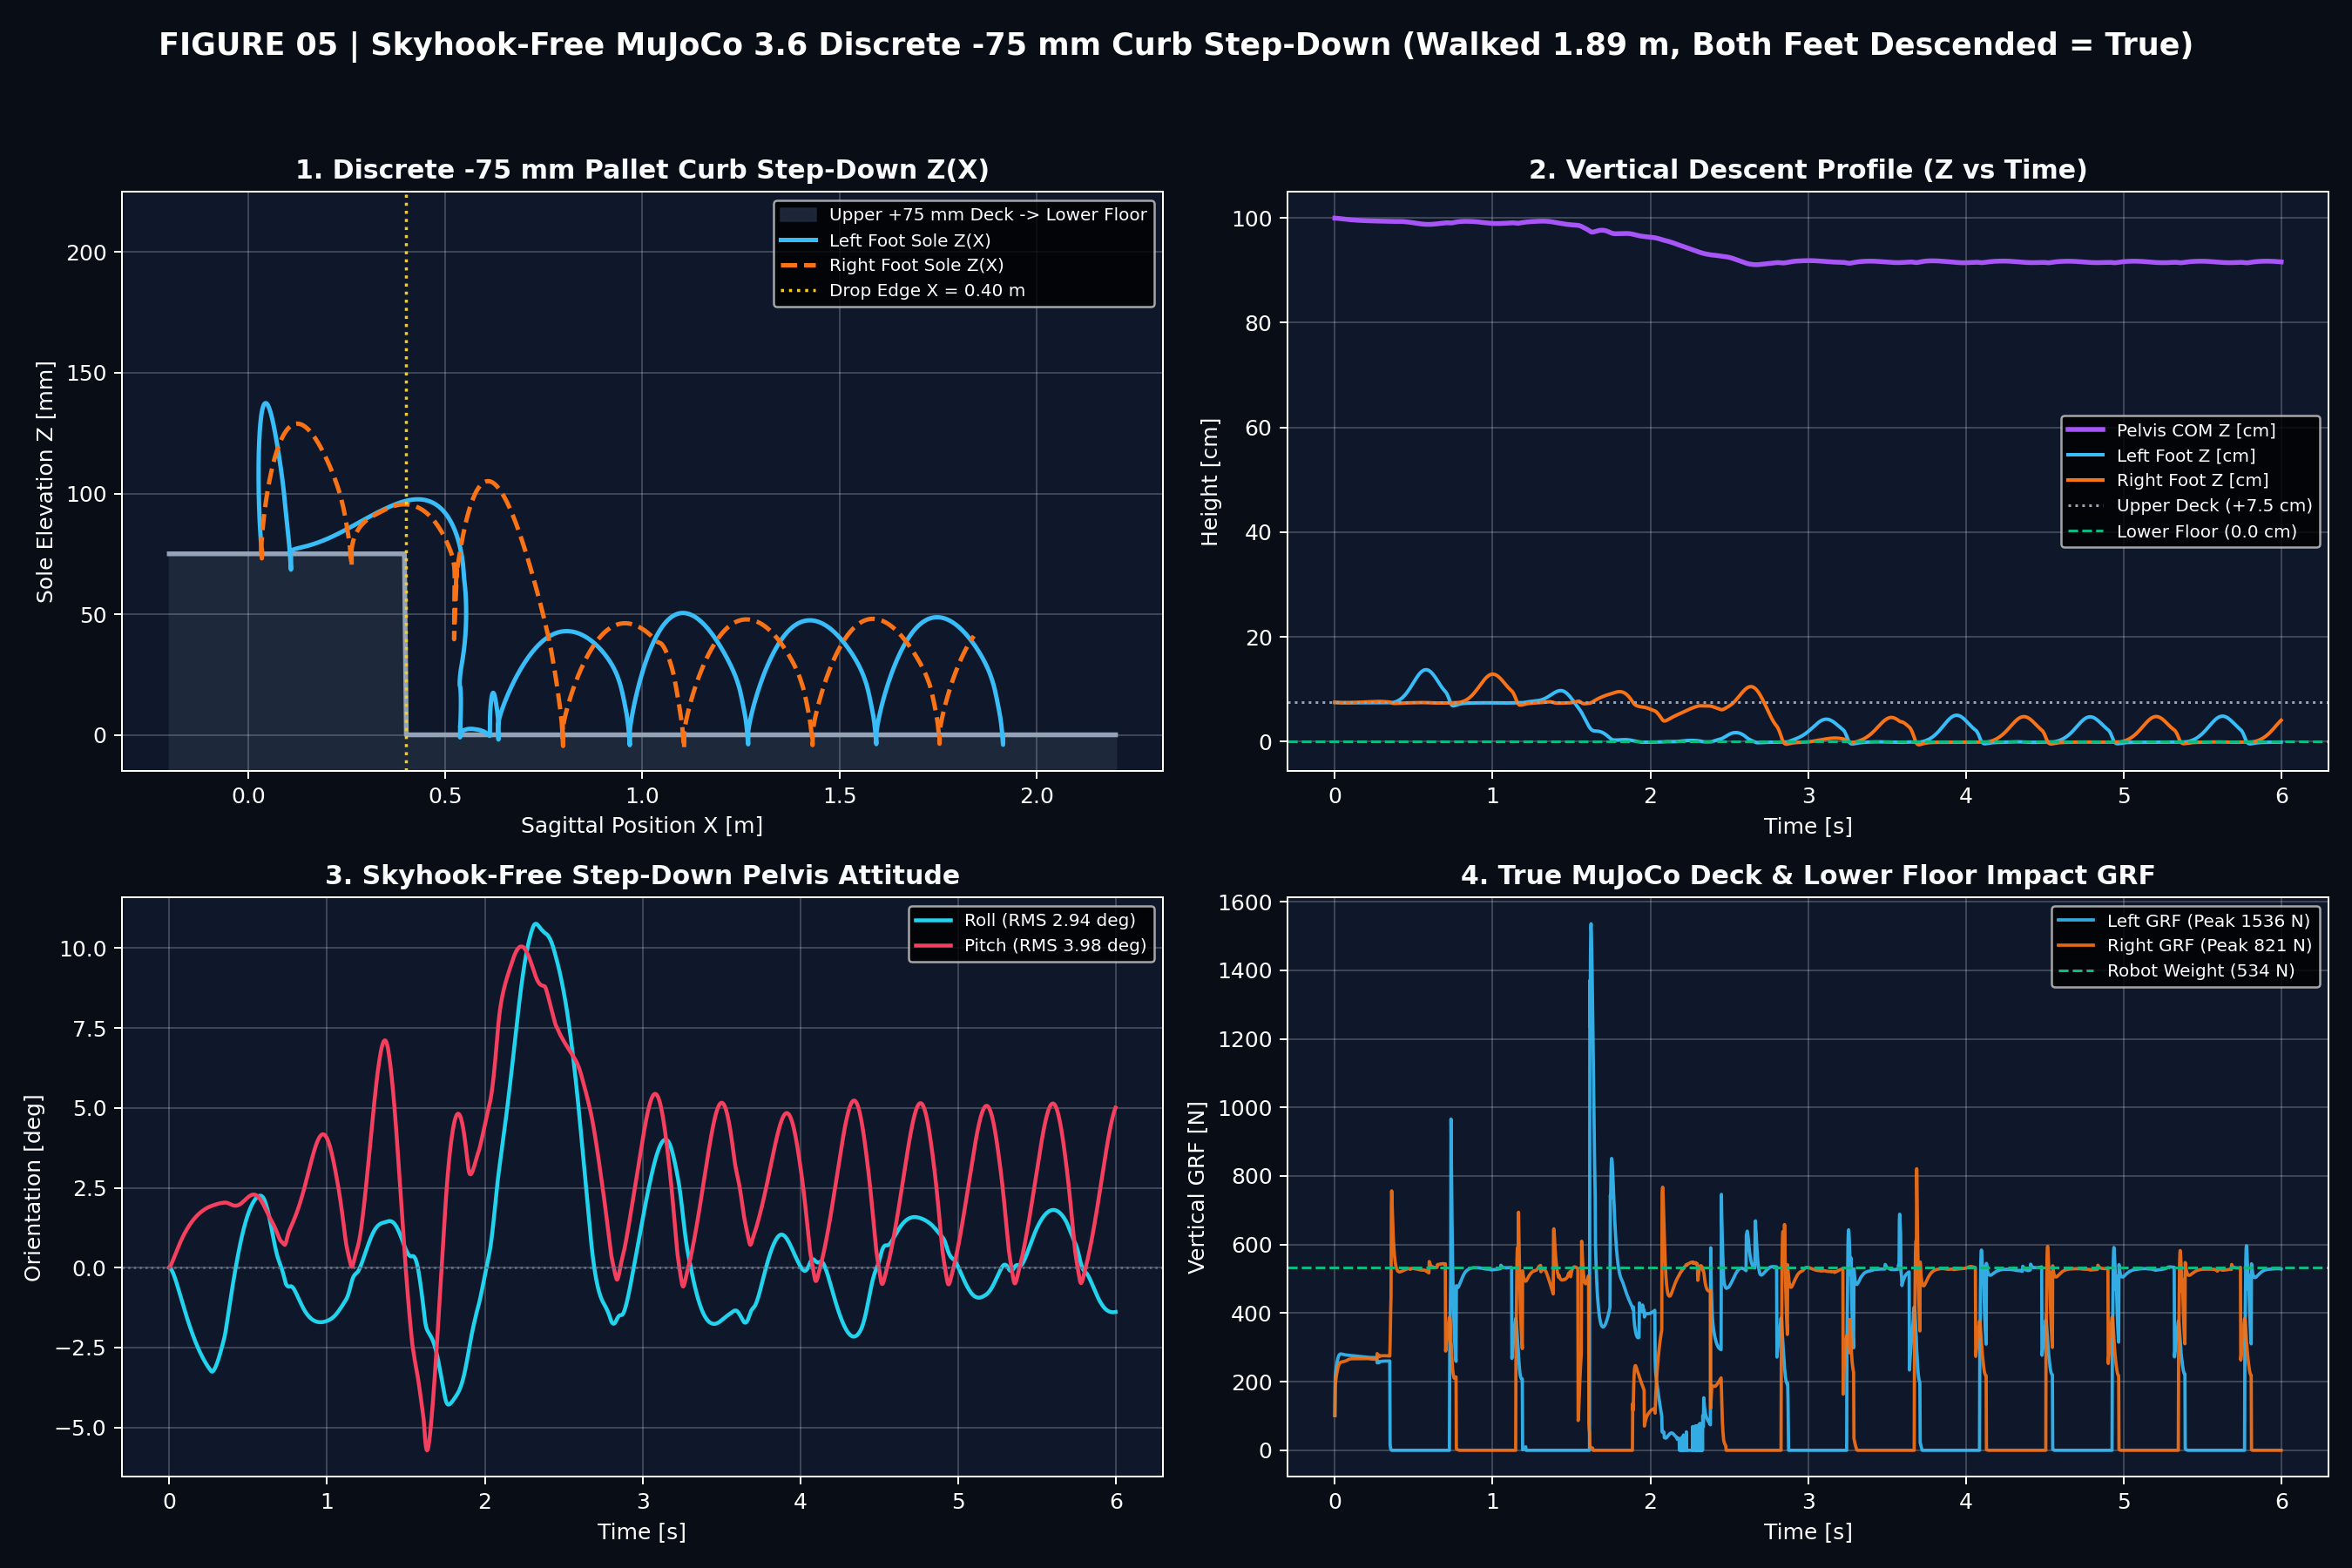 FIGURE 05 | Skyhook-Free MuJoCo 3.6 Discrete -75 mm Curb Step-Down (Walked 1.89 m, Both Feet Descended = True)
1. Discrete -75 mm Pallet Curb Step-Down Z(X)
Sole Elevation Z [mm]
200
150
100
50
0
Upper +75 mm Deck -> Lower Floor
Left Foot Sole Z(X)
Right Foot Sole Z(X)
Drop Edge X = 0.40 m
0.0
0.5
1.0
1.5
2.0
Sagittal Position X [m]
2. Vertical Descent Profile (Z vs Time)
Height [cm]
100
80
60
40
20
0
Pelvis COM Z [cm]
Left Foot Z [cm]
Right Foot Z [cm]
Upper Deck (+7.5 cm)
Lower Floor (0.0 cm)
0
1
2
3
4
5
6
Time [s]
3. Skyhook-Free Step-Down Pelvis Attitude
Orientation [deg]
10.0
7.5
5.0
2.5
0.0
−2.5
−5.0
Roll (RMS 2.94 deg)
Pitch (RMS 3.98 deg)
0
1
2
3
4
5
6
Time [s]
4. True MuJoCo Deck & Lower Floor Impact GRF
Vertical GRF [N]
1600
1400
1200
1000
800
600
400
200
0
Left GRF (Peak 1536 N)
Right GRF (Peak 821 N)
Robot Weight (534 N)
0
1
2
3
4
5
6
Time [s]